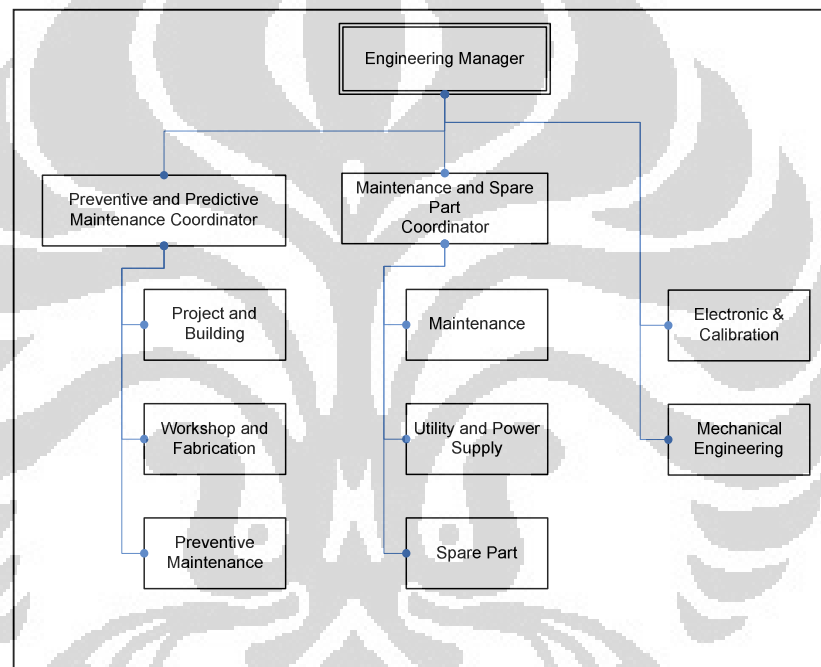 Engineering Manager
Preventive and Predictive
Maintenance Coordinator
Maintenance and Spare
Part
Coordinator
Project and
Building
Maintenance
Electronic &
Calibration
Workshop and
Fabrication
Utility and Power
Supply
Mechanical
Engineering
Preventive
Maintenance
Spare Part